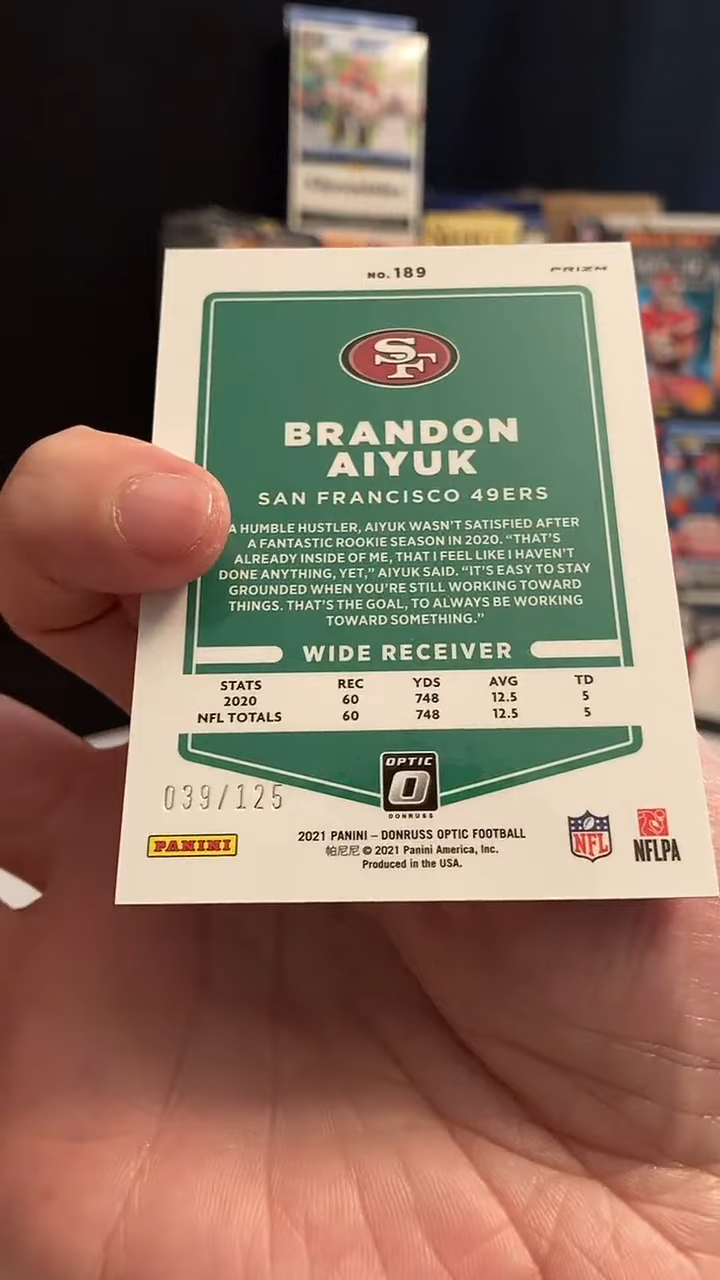 NO. 189
PRIZM
SF
BRANDON
AIYUK
SAN FRANCISCO 49ERS
A HUMBLE HUSTLER, AIYUK WASN'T SATISFIED AFTER
A FANTASTIC ROOKIE SEASON IN 2020. “THAT'S
ALREADY INSIDE OF ME, THAT I FEEL LIKE I HAVEN'T
DONE ANYTHING, YET,” AIYUK SAID. “IT'S EASY TO STAY
GROUNDED WHEN YOU'RE STILL WORKING TOWARD
THINGS. THAT'S THE GOAL, TO ALWAYS BE WORKING
TOWARD SOMETHING.”
WIDE RECEIVER
STATS REC YDS AVG TD
2020 60 748 12.5 5
NFL TOTALS 60 748 12.5 5
OPTIC
O
DONRUSS
039/125
PANINI
2021 PANINI – DONRUSS OPTIC FOOTBALL
帕尼尼 © 2021 Panini America, Inc.
Produced in the USA.
NFL
NFLPA